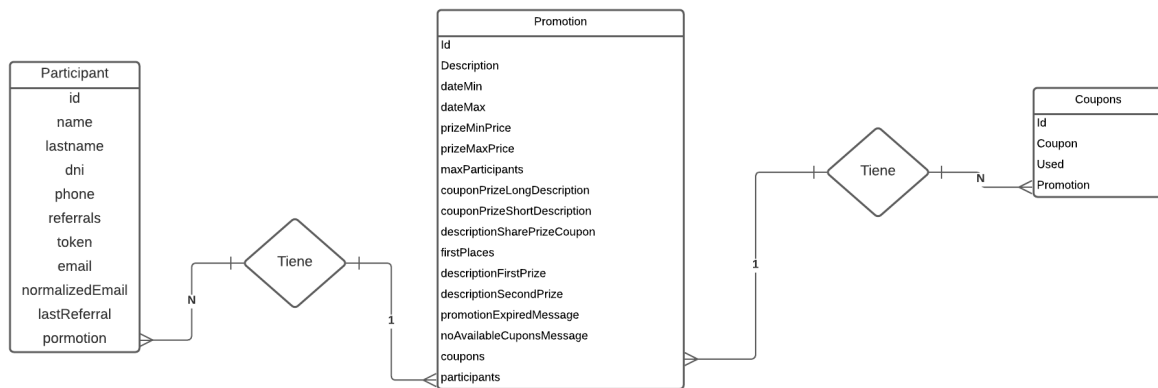 Participant
id
name
lastname
dni
phone
referrals
token
email
normalizedEmail
lastReferral
pormotion
N
Tiene
1
Promotion
Id
Description
dateMin
dateMax
prizeMinPrice
prizeMaxPrice
maxParticipants
couponPrizeLongDescription
couponPrizeShortDescription
descriptionSharePrizeCoupon
firstPlaces
descriptionFirstPrize
descriptionSecondPrize
promotionExpiredMessage
noAvailableCuponsMessage
coupons
participants
1
Tiene
N
Coupons
Id
Coupon
Used
Promotion